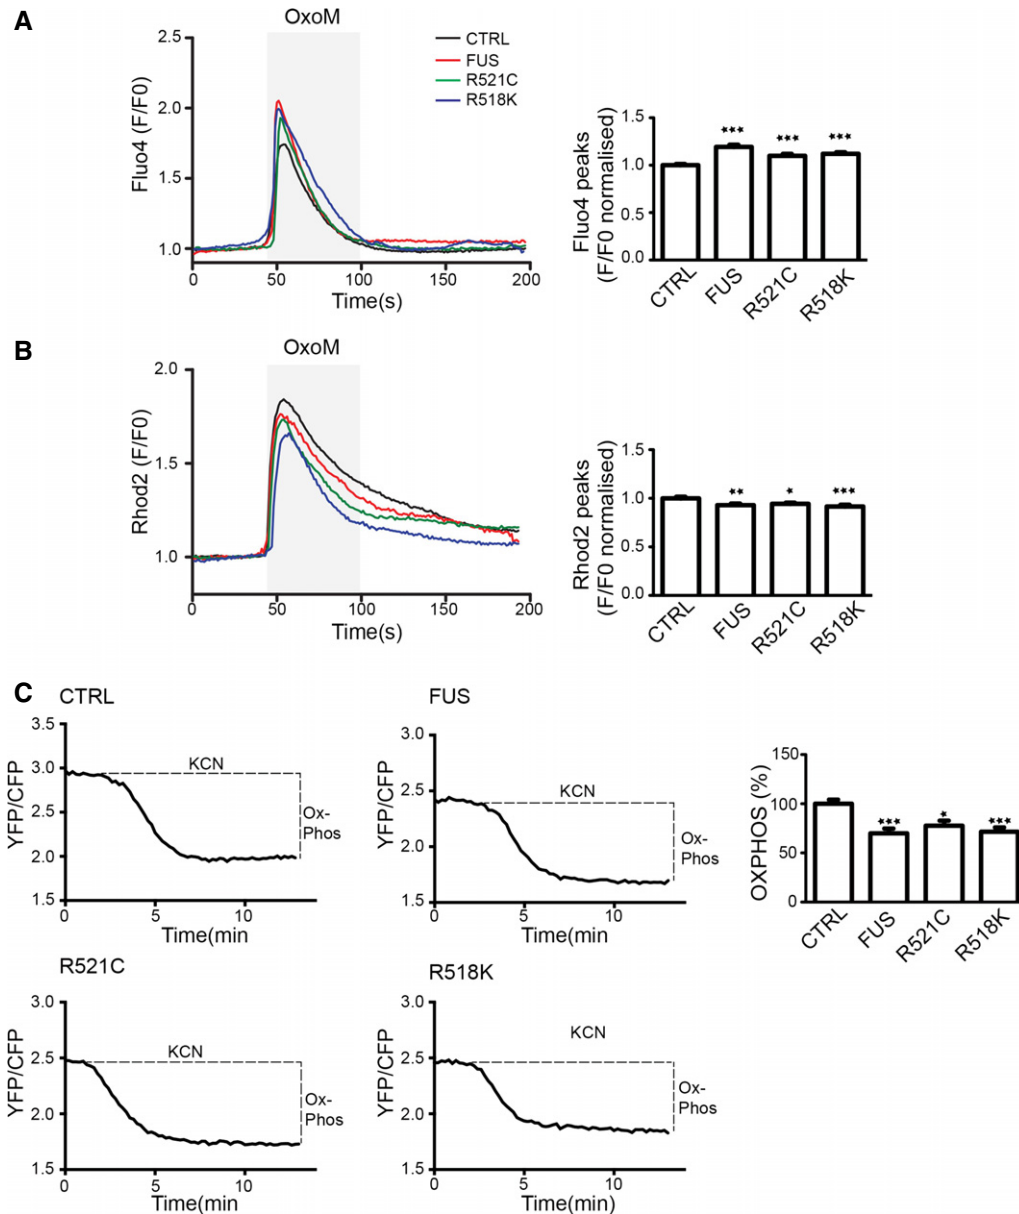 A
OxoM
CTRL
FUS
R521C
R518K
Fluo4 (F/F0)
2.5
2.0
1.5
1.0
0
50
100
150
200
Time(s)
Fluo4 peaks
(F/F0 normalised)
1.5
1.0
0.5
0.0
***
***
***
CTRL
FUS
R521C
R518K
B
OxoM
Rhod2 (F/F0)
2.0
1.5
1.0
0
50
100
150
200
Time(s)
Rhod2 peaks
(F/F0 normalised)
1.5
1.0
0.5
0.0
**
*
***
CTRL
FUS
R521C
R518K
C
CTRL
YFP/CFP
3.5
3.0
2.5
2.0
1.5
KCN
Ox-
Phos
0
5
10
Time(min
FUS
YFP/CFP
3.0
2.5
2.0
1.5
KCN
Ox-
Phos
0
5
10
Time(min
OXPHOS (%)
150
100
50
0
***
*
***
CTRL
FUS
R521C
R518K
R521C
YFP/CFP
3.0
2.5
2.0
1.5
KCN
Ox-
Phos
0
5
10
Time(min
R518K
YFP/CFP
3.0
2.5
2.0
1.5
KCN
Ox-
Phos
0
5
10
Time(min)